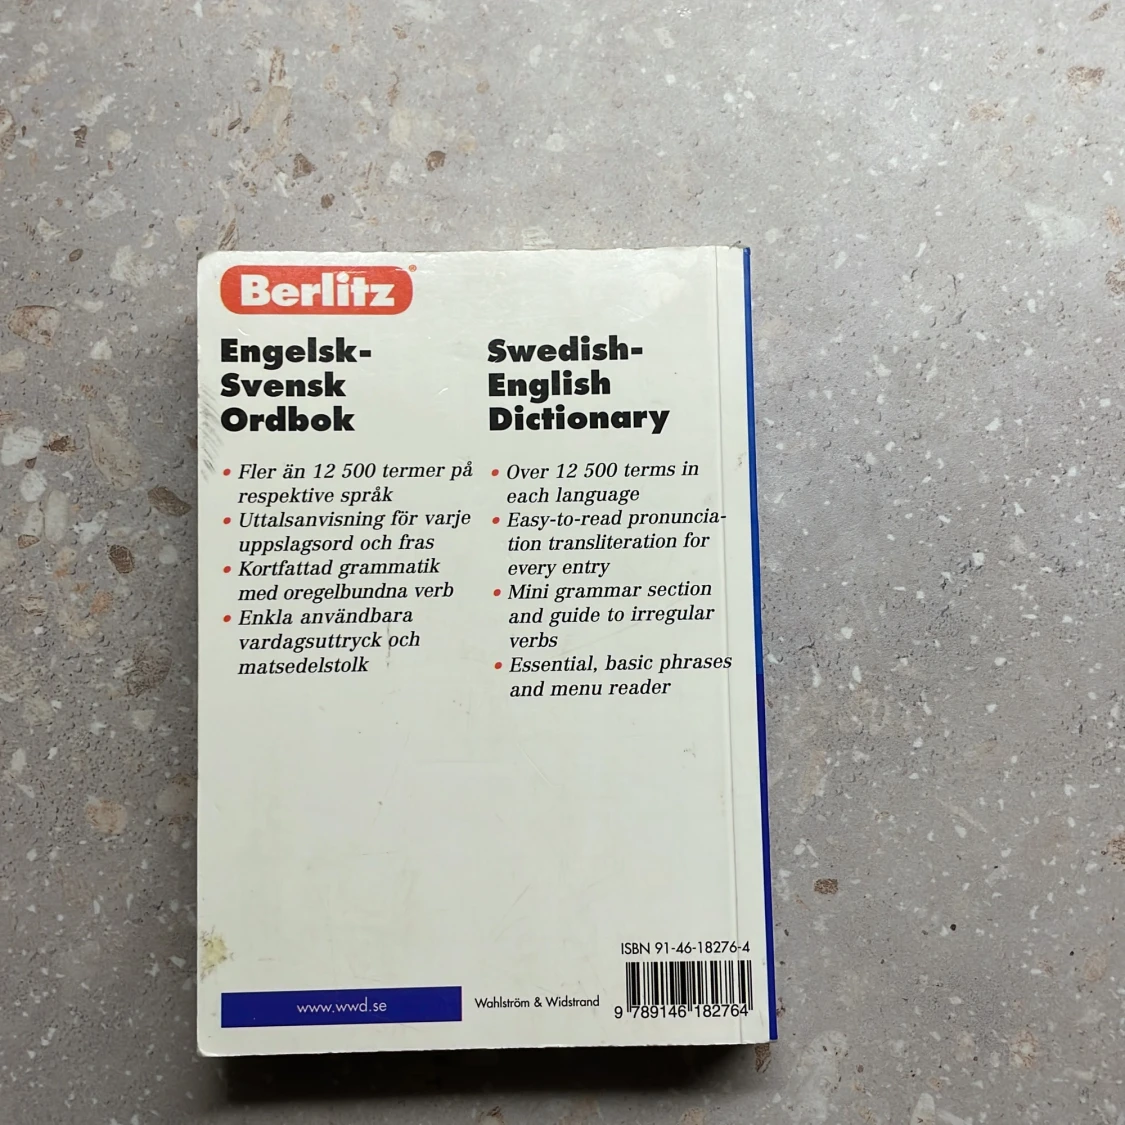 Berlitz®
Engelsk-
Svensk
Ordbok
• Fler än 12 500 termer på
respektive språk
• Uttalsanvisning för varje
uppslagsord och fras
• Kortfattad grammatik
med oregelbundna verb
• Enkla användbara
vardagsuttryck och
matsedelstolk
Swedish-
English
Dictionary
• Over 12 500 terms in
each language
• Easy-to-read pronuncia-
tion transliteration for
every entry
• Mini grammar section
and guide to irregular
verbs
• Essential, basic phrases
and menu reader
www.wwd.se
Wahlström & Widstrand
ISBN 91-46-18276-4
9 789146 182764